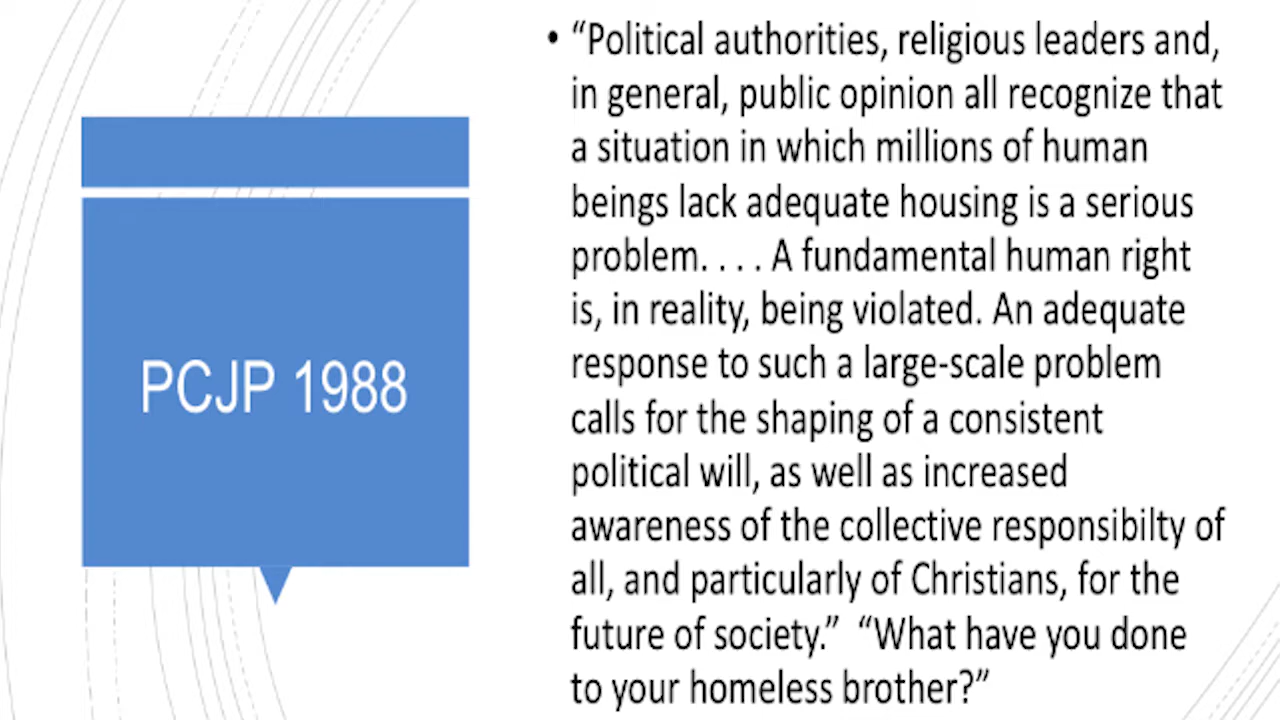 PCJP 1988
• “Political authorities, religious leaders and,
in general, public opinion all recognize that
a situation in which millions of human
beings lack adequate housing is a serious
problem. . . . A fundamental human right
is, in reality, being violated. An adequate
response to such a large-scale problem
calls for the shaping of a consistent
political will, as well as increased
awareness of the collective responsibilty of
all, and particularly of Christians, for the
future of society.” “What have you done
to your homeless brother?”